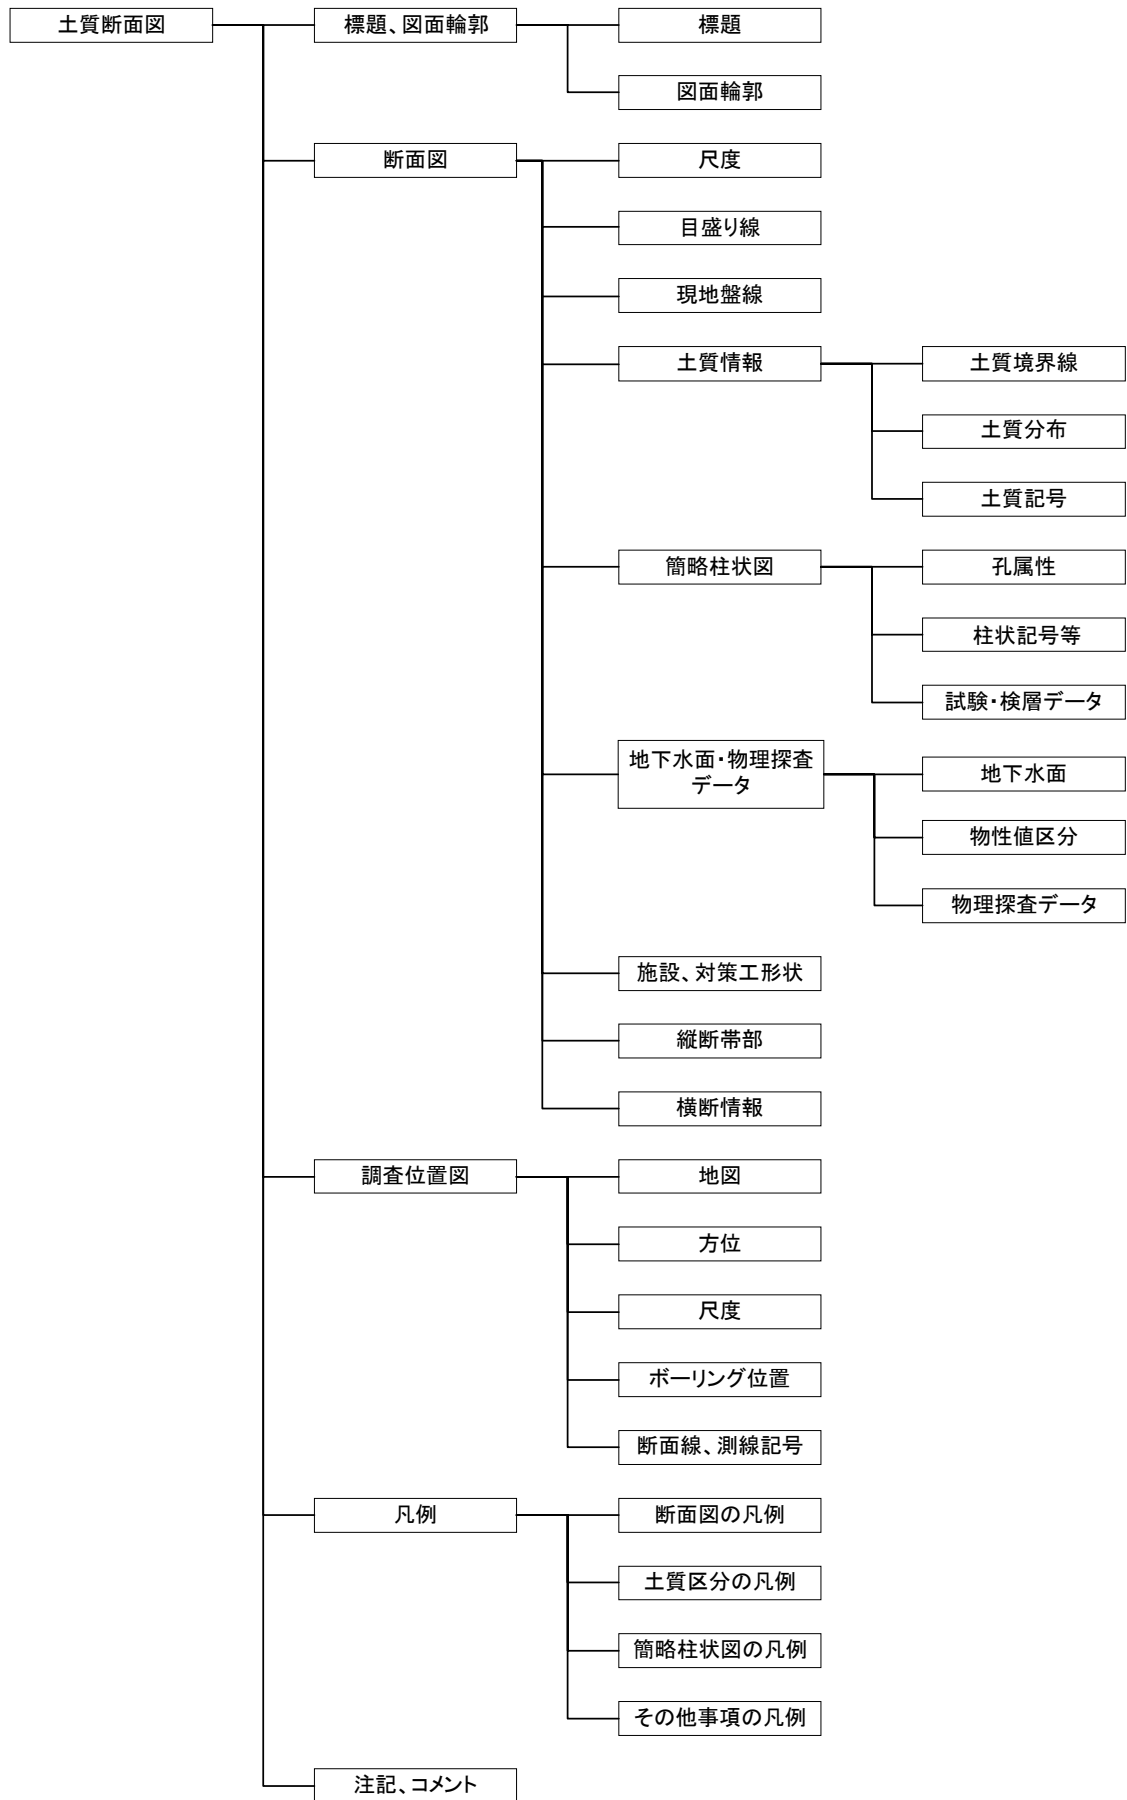 土質断面図
標題、図面輪郭
標題
図面輪郭
断面図
尺度
目盛り線
現地盤線
土質情報
土質境界線
土質分布
土質記号
簡略柱状図
孔属性
柱状記号等
試験・検層データ
地下水面・物理探査
データ
地下水面
物性値区分
物理探査データ
施設、対策工形状
縦断帯部
横断情報
調査位置図
地図
方位
尺度
ボーリング位置
断面線、測線記号
凡例
断面図の凡例
土質区分の凡例
簡略柱状図の凡例
その他事項の凡例
注記、コメント